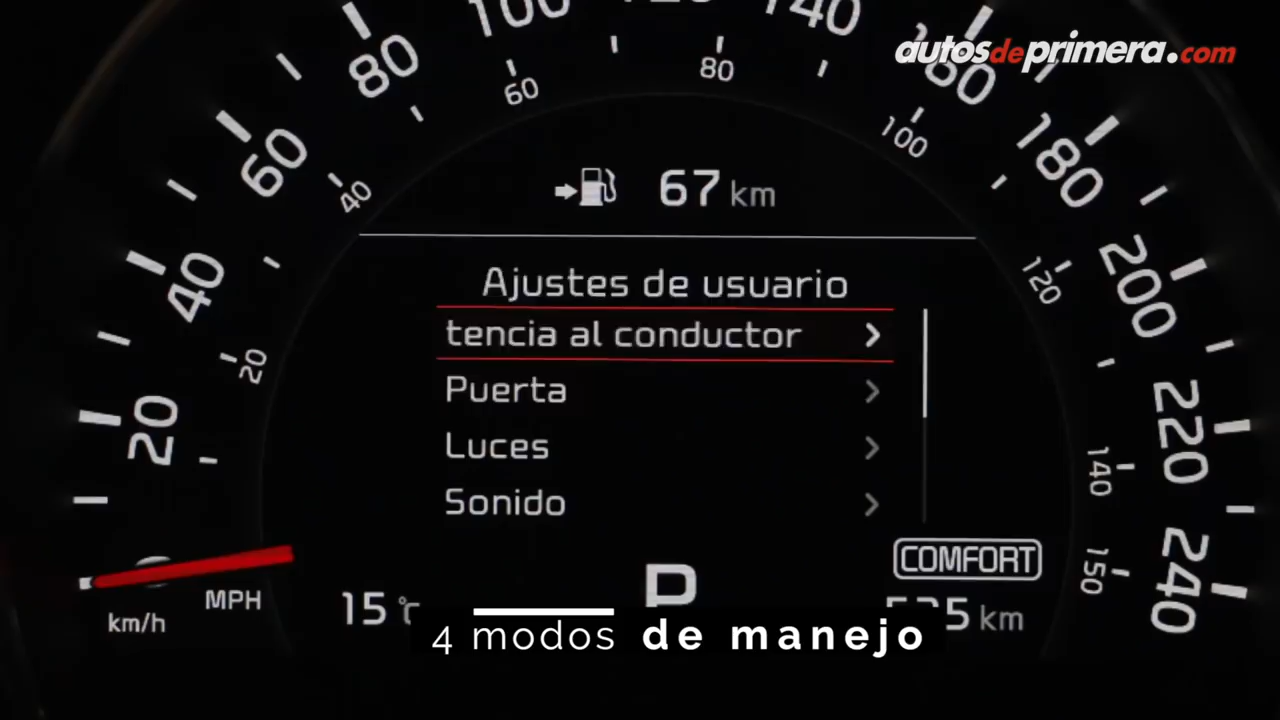 autosdeprimera.com
100
140
80
160
60
180
40
200
20
220
240
60
80
40
100
20
120
140
150
67 km
Ajustes de usuario
tencia al conductor
Puerta
Luces
Sonido
COMFORT
P
km/h
MPH
15 °C
km
4 modos de manejo